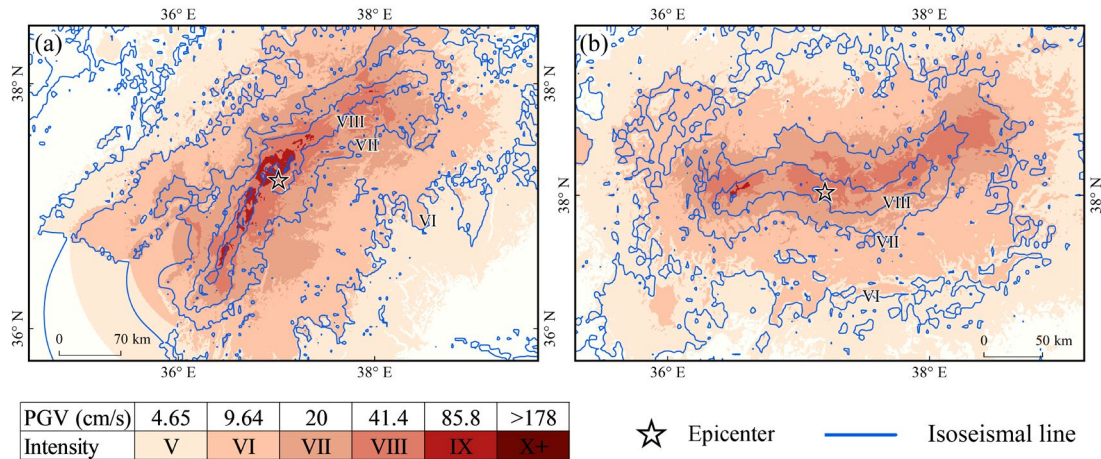 36° E 38° E 36° E 38° E
(a) (b)
38° N 38° N
VIII
VII
VI
VIII
VII
VI
38° N 38° N
36° N 36° N
0 70 km
0 50 km
36° E 38° E 36° E 38° E
PGV (cm/s) 4.65 9.64 20 41.4 85.8 >178
Intensity V VI VII VIII IX X+
Epicenter Isoseismal line